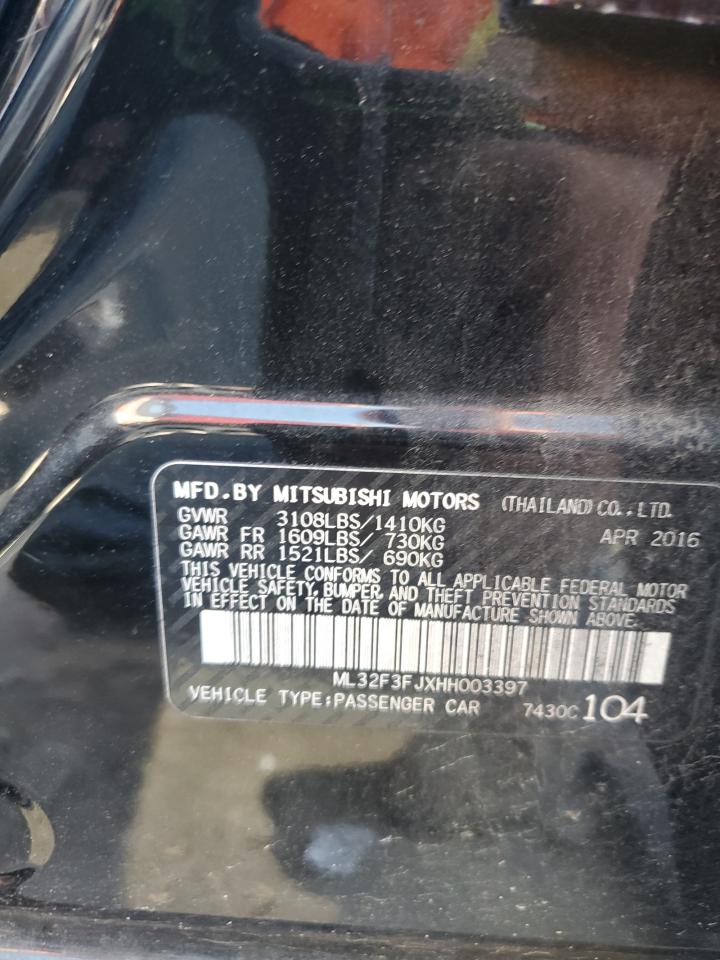 MFD.BY MITSUBISHI MOTORS (THAILAND) CO., LTD.
GVWR 3108LBS/1410KG
GAWR FR 1609LBS/ 730KG APR 2016
GAWR RR 1521LBS/ 690KG
THIS VEHICLE CONFORMS TO ALL APPLICABLE FEDERAL MOTOR
VEHICLE SAFETY, BUMPER, AND THEFT PREVENTION STANDARDS
IN EFFECT ON THE DATE OF MANUFACTURE SHOWN ABOVE.
ML32F3FJXHH003397
VEHICLE TYPE:PASSENGER CAR 7430C 104